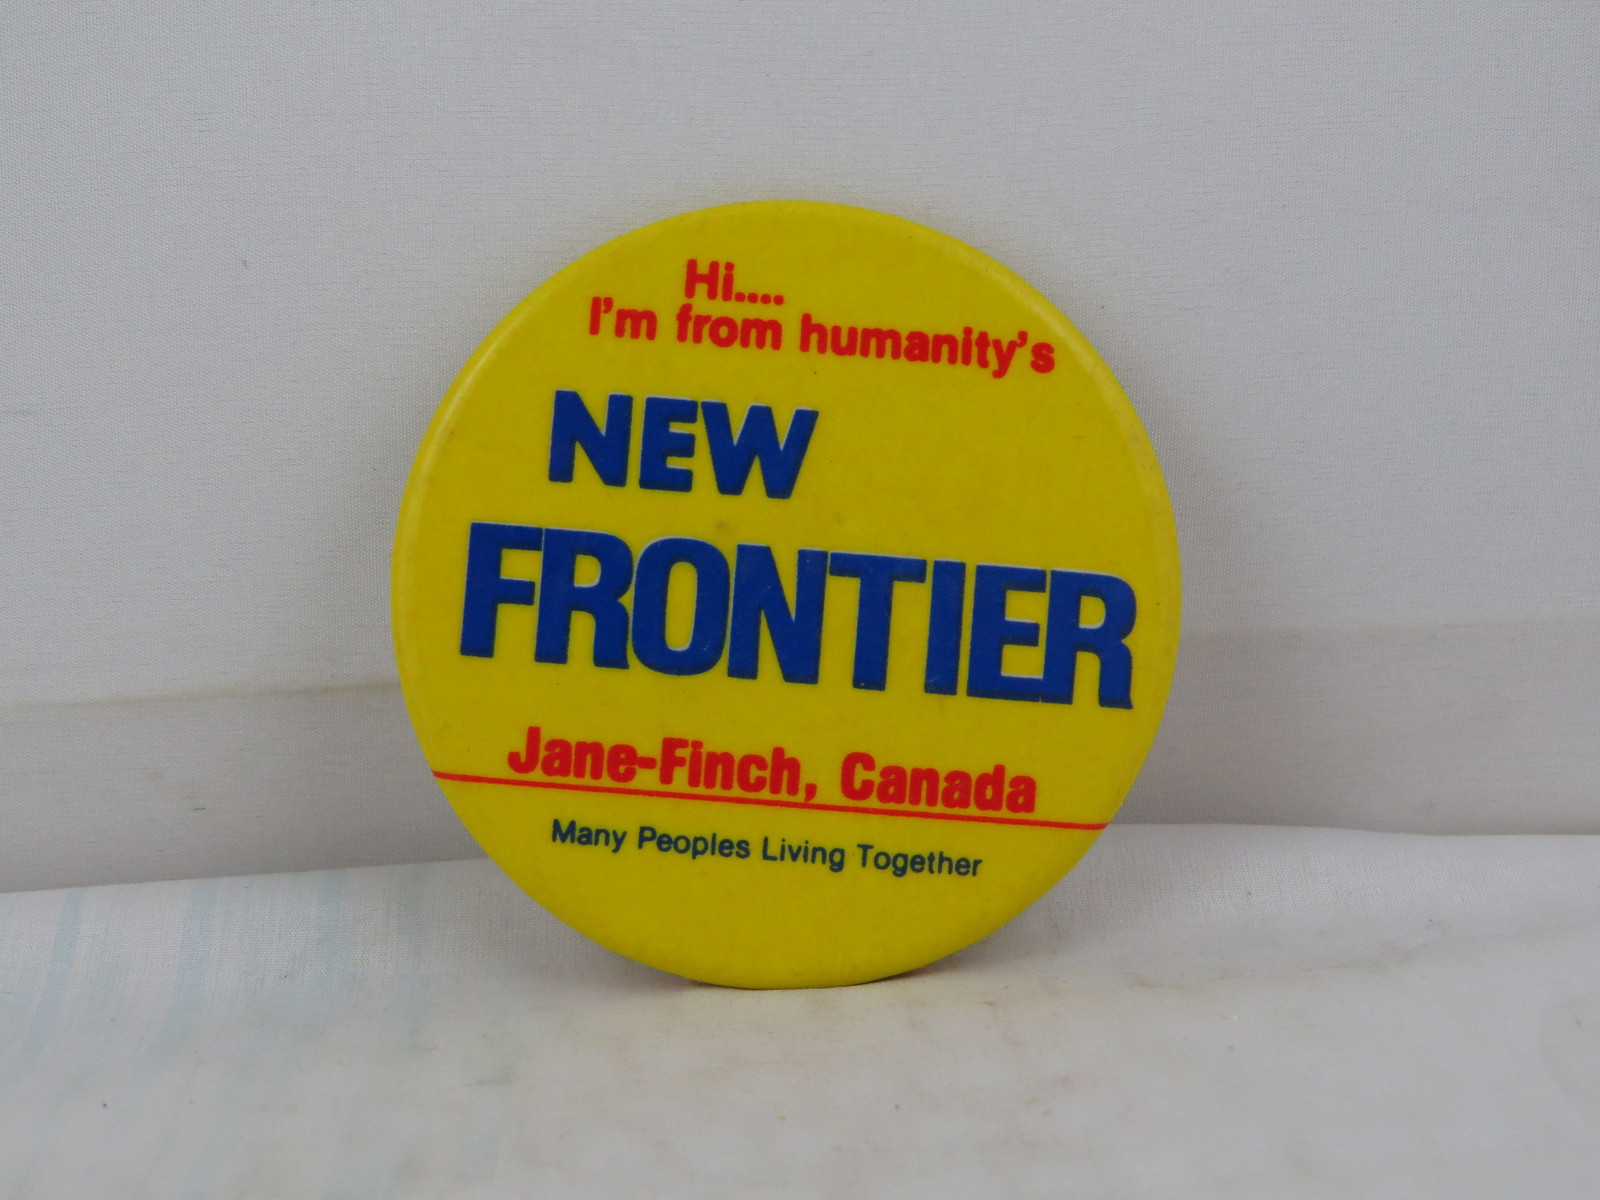 Hi....
I'm from humanity's
NEW
FRONTIER
Jane-Finch, Canada
Many Peoples Living Together